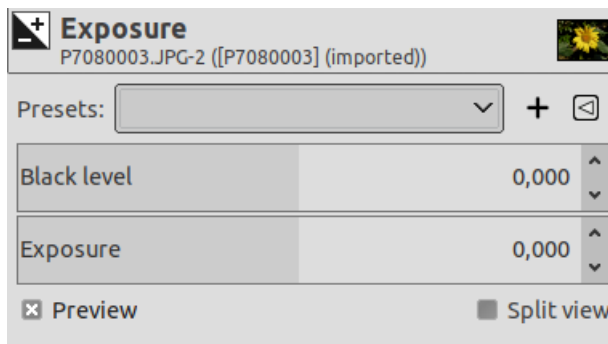 Exposure
P7080003.JPG-2 ([P7080003] (imported))
Presets:
Black level 0,000
Exposure 0,000
Preview Split view